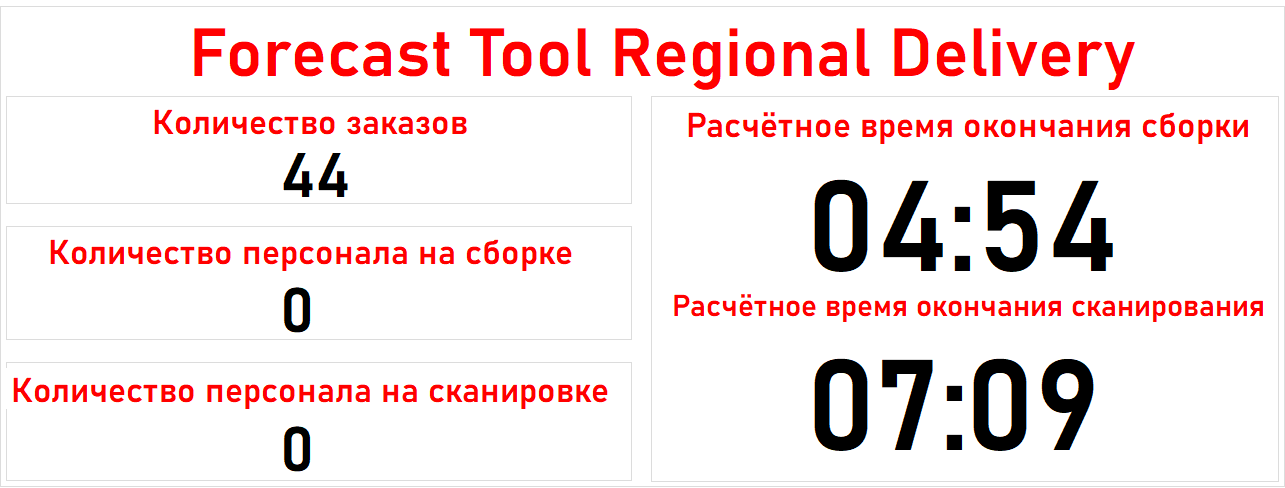 Forecast Tool Regional Delivery
Количество заказов
44
Количество персонала на сборке
0
Количество персонала на сканировке
0
Расчётное время окончания сборки
04:54
Расчётное время окончания сканирования
07:09